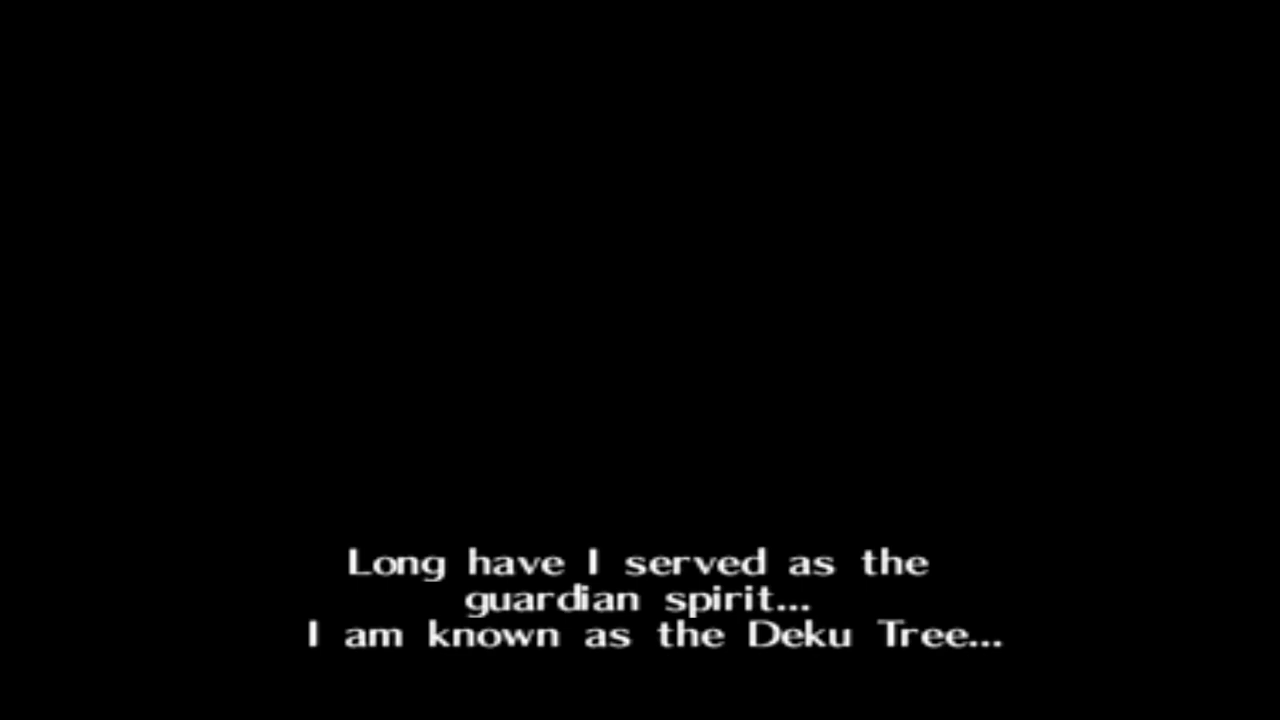 Long have I served as the
guardian spirit...
I am known as the Deku Tree...